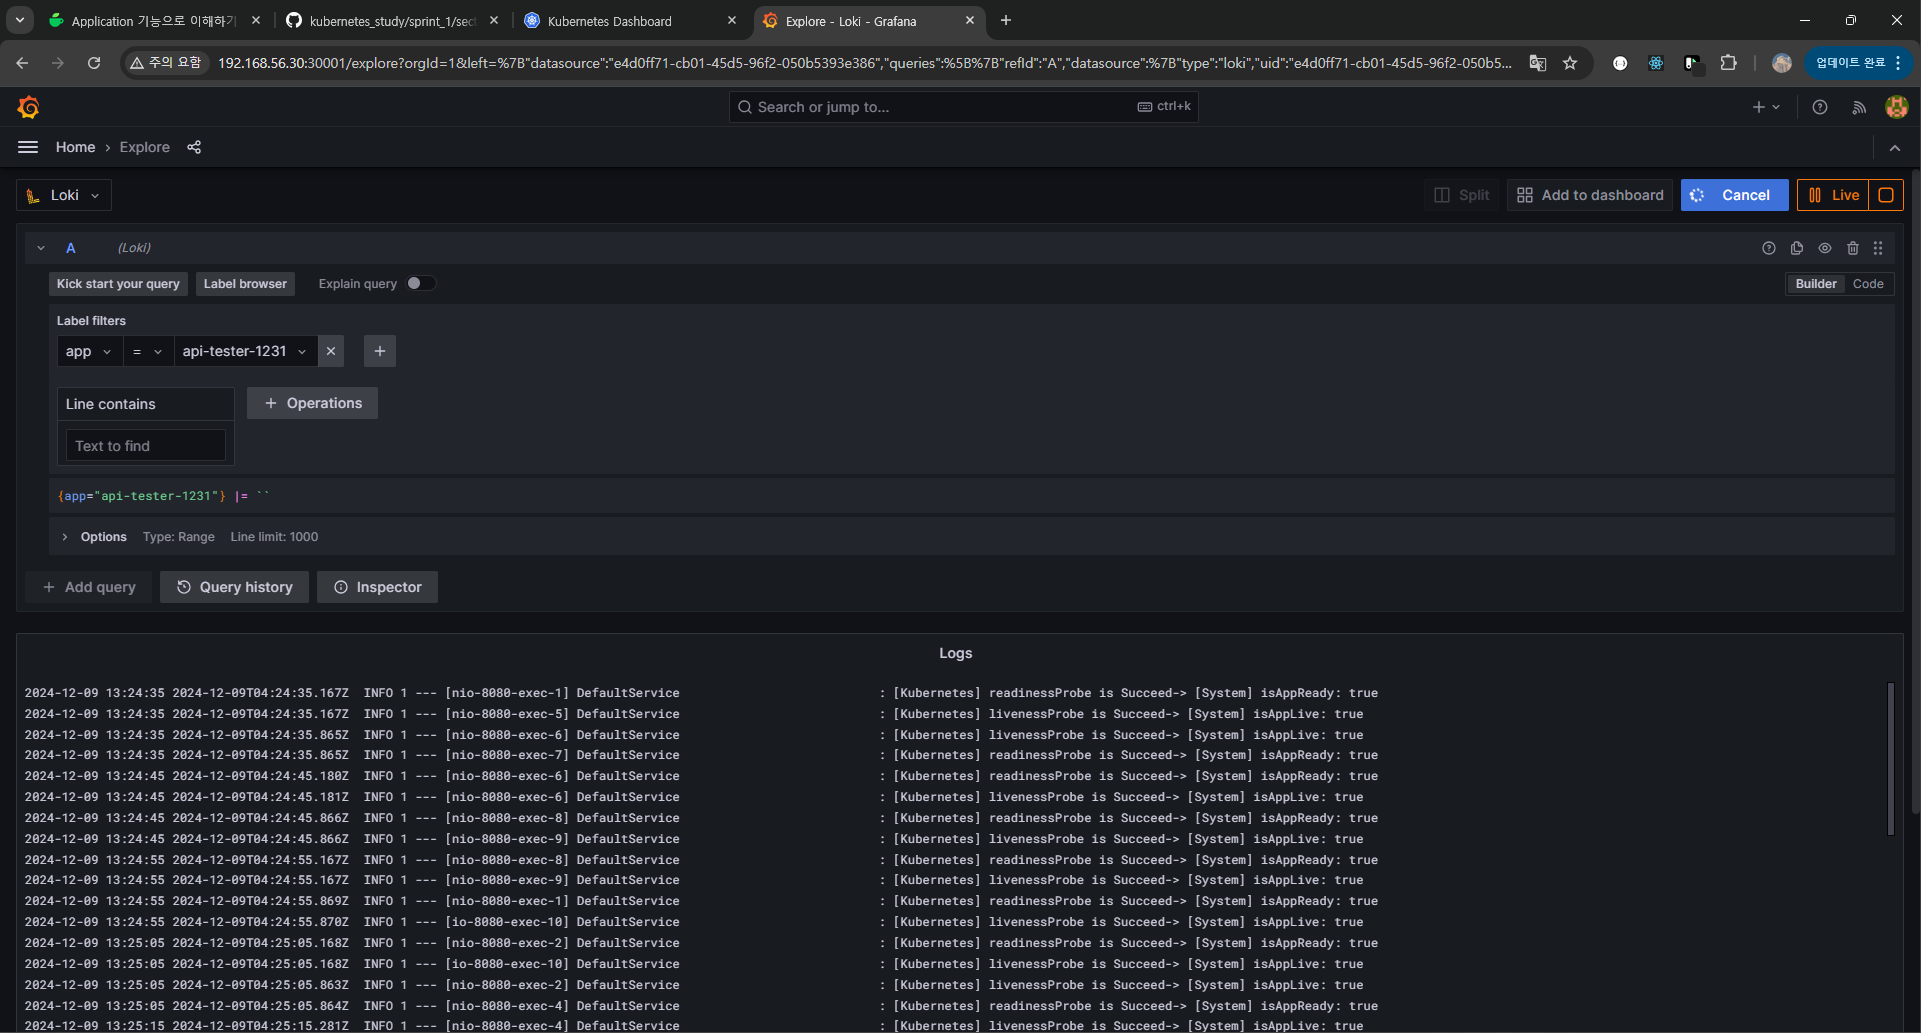 Application 기능으로 이해하기
kubernetes_study/sprint_1/sec
Kubernetes Dashboard
Explore - Loki - Grafana
주의 요함
192.168.56.30:30001/explore?orgId=1&left=%7B"datasource":"e4d0ff71-cb01-45d5-96f2-050b5393e386","queries":%5B%7B"refId":"A","datasource":%7B"type":"loki","uid":"e4d0ff71-cb01-45d5-96f2-050b5...
업데이트 완료
Search or jump to...
ctrl+k
Home › Explore
Loki
Split
Add to dashboard
Cancel
Live
A (Loki)
Kick start your query
Label browser
Explain query
Builder
Code
Label filters
app = api-tester-1231
Line contains
+ Operations
Text to find
{app="api-tester-1231"} |= ``
Options Type: Range Line limit: 1000
+ Add query
Query history
Inspector
Logs
2024-12-09 13:24:35 2024-12-09T04:24:35.167Z INFO 1 --- [nio-8080-exec-1] DefaultService : [Kubernetes] readinessProbe is Succeed-> [System] isAppReady: true
2024-12-09 13:24:35 2024-12-09T04:24:35.167Z INFO 1 --- [nio-8080-exec-5] DefaultService : [Kubernetes] livenessProbe is Succeed-> [System] isAppLive: true
2024-12-09 13:24:35 2024-12-09T04:24:35.865Z INFO 1 --- [nio-8080-exec-6] DefaultService : [Kubernetes] livenessProbe is Succeed-> [System] isAppLive: true
2024-12-09 13:24:35 2024-12-09T04:24:35.865Z INFO 1 --- [nio-8080-exec-7] DefaultService : [Kubernetes] readinessProbe is Succeed-> [System] isAppReady: true
2024-12-09 13:24:45 2024-12-09T04:24:45.180Z INFO 1 --- [nio-8080-exec-6] DefaultService : [Kubernetes] readinessProbe is Succeed-> [System] isAppReady: true
2024-12-09 13:24:45 2024-12-09T04:24:45.181Z INFO 1 --- [nio-8080-exec-6] DefaultService : [Kubernetes] livenessProbe is Succeed-> [System] isAppLive: true
2024-12-09 13:24:45 2024-12-09T04:24:45.866Z INFO 1 --- [nio-8080-exec-8] DefaultService : [Kubernetes] readinessProbe is Succeed-> [System] isAppReady: true
2024-12-09 13:24:45 2024-12-09T04:24:45.866Z INFO 1 --- [nio-8080-exec-9] DefaultService : [Kubernetes] livenessProbe is Succeed-> [System] isAppLive: true
2024-12-09 13:24:55 2024-12-09T04:24:55.167Z INFO 1 --- [nio-8080-exec-8] DefaultService : [Kubernetes] readinessProbe is Succeed-> [System] isAppReady: true
2024-12-09 13:24:55 2024-12-09T04:24:55.167Z INFO 1 --- [nio-8080-exec-9] DefaultService : [Kubernetes] livenessProbe is Succeed-> [System] isAppLive: true
2024-12-09 13:24:55 2024-12-09T04:24:55.869Z INFO 1 --- [nio-8080-exec-1] DefaultService : [Kubernetes] readinessProbe is Succeed-> [System] isAppReady: true
2024-12-09 13:24:55 2024-12-09T04:24:55.870Z INFO 1 --- [io-8080-exec-10] DefaultService : [Kubernetes] livenessProbe is Succeed-> [System] isAppLive: true
2024-12-09 13:25:05 2024-12-09T04:25:05.168Z INFO 1 --- [nio-8080-exec-2] DefaultService : [Kubernetes] readinessProbe is Succeed-> [System] isAppReady: true
2024-12-09 13:25:05 2024-12-09T04:25:05.168Z INFO 1 --- [io-8080-exec-10] DefaultService : [Kubernetes] livenessProbe is Succeed-> [System] isAppLive: true
2024-12-09 13:25:05 2024-12-09T04:25:05.863Z INFO 1 --- [nio-8080-exec-2] DefaultService : [Kubernetes] livenessProbe is Succeed-> [System] isAppLive: true
2024-12-09 13:25:05 2024-12-09T04:25:05.864Z INFO 1 --- [nio-8080-exec-4] DefaultService : [Kubernetes] readinessProbe is Succeed-> [System] isAppReady: true
2024-12-09 13:25:15 2024-12-09T04:25:15.281Z INFO 1 --- [nio-8080-exec-4] DefaultService : [Kubernetes] livenessProbe is Succeed-> [System] isAppLive: true